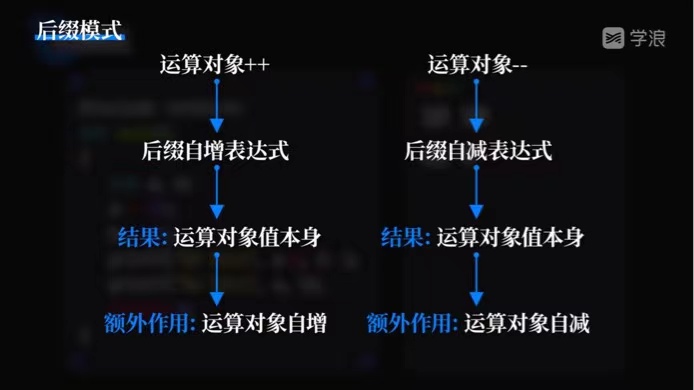 后缀模式
学浪
运算对象++
运算对象--
后缀自增表达式
后缀自减表达式
结果: 运算对象值本身
结果: 运算对象值本身
额外作用: 运算对象自增
额外作用: 运算对象自减